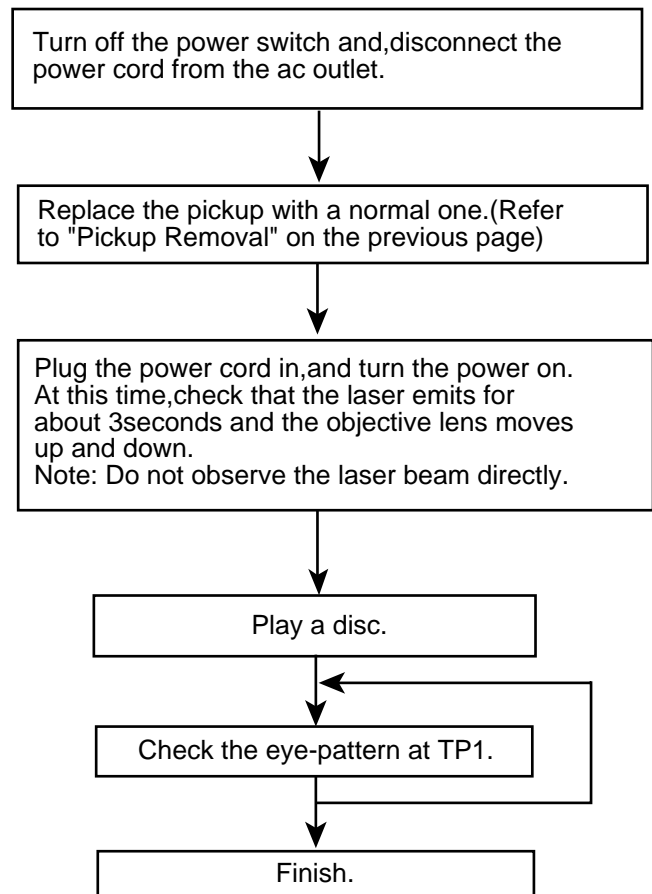 Turn off the power switch and,disconnect the
power cord from the ac outlet.
Replace the pickup with a normal one.(Refer
to "Pickup Removal" on the previous page)
Plug the power cord in,and turn the power on.
At this time,check that the laser emits for
about 3seconds and the objective lens moves
up and down.
Note: Do not observe the laser beam directly.
Play a disc.
Check the eye-pattern at TP1.
Finish.